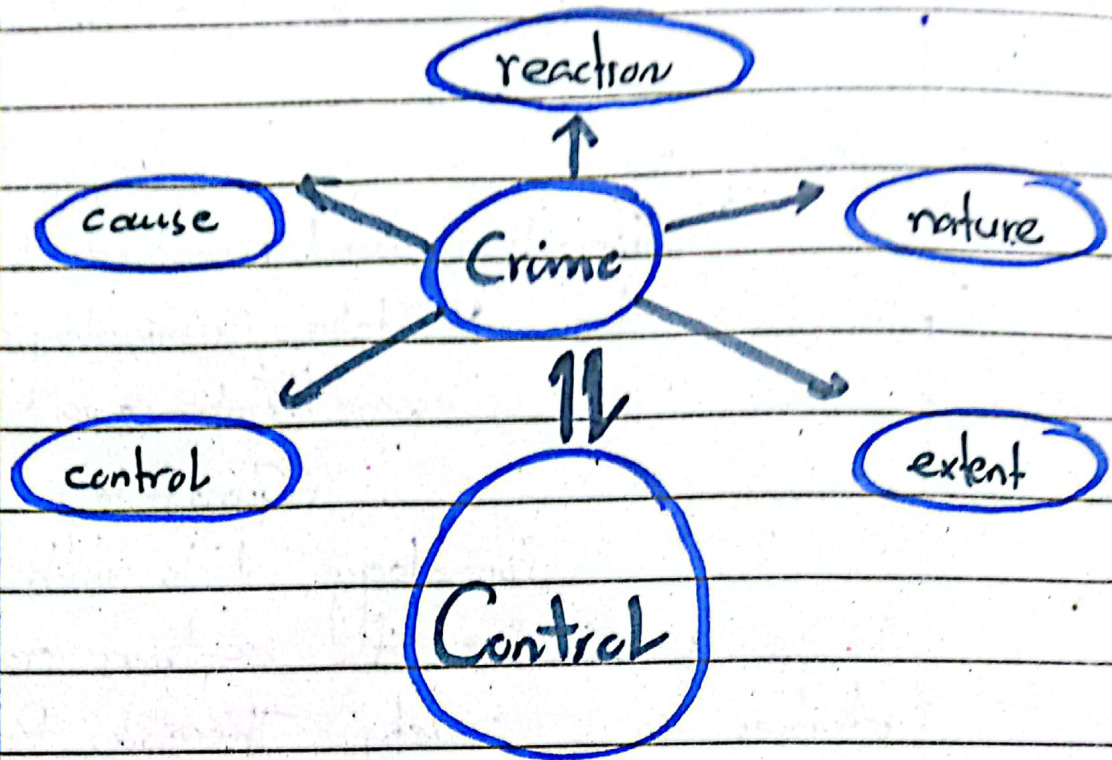 reaction
cause
nature
Crime
control
extent
Control